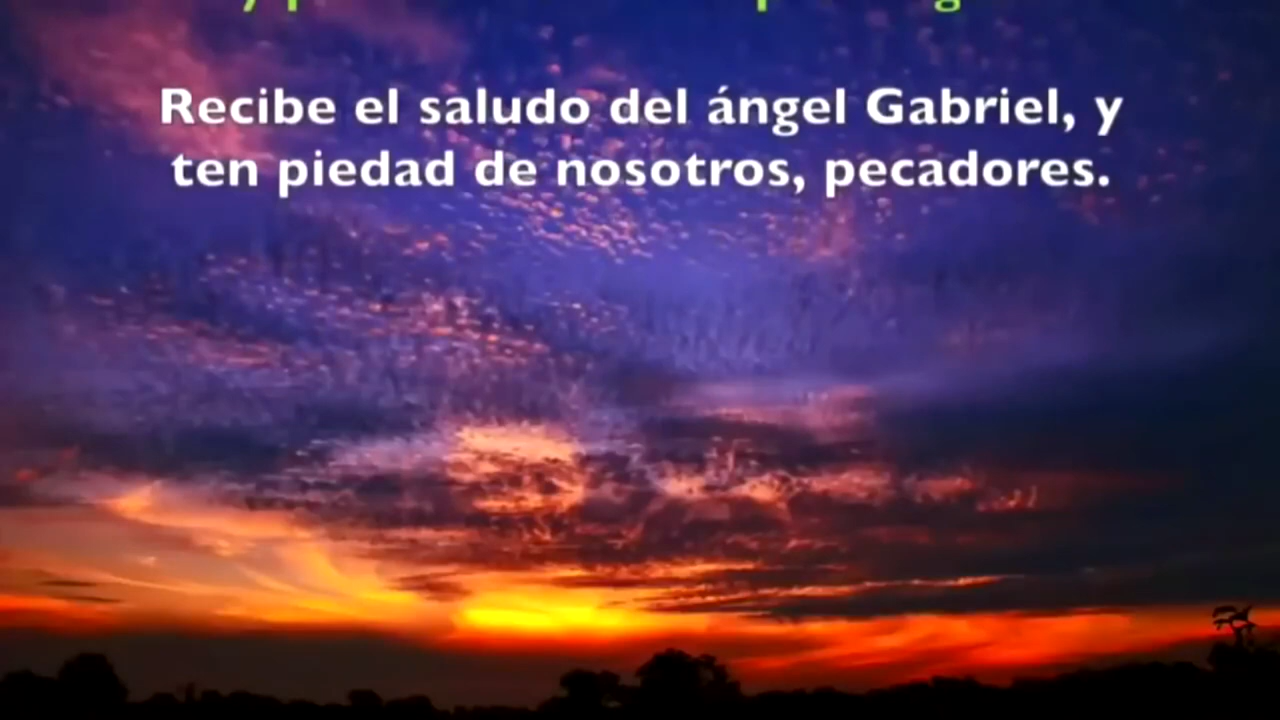 Recibe el saludo del ángel Gabriel, y
ten piedad de nosotros, pecadores.